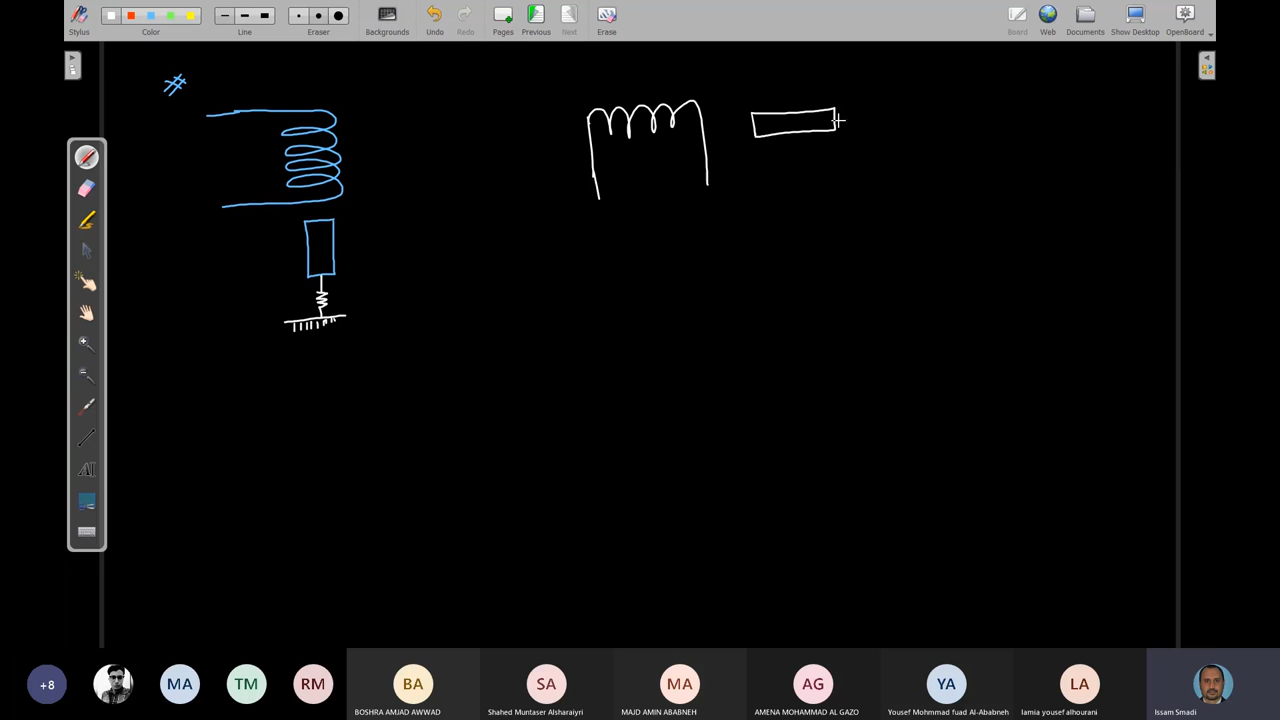 Stylus Color Line Eraser Backgrounds Undo Redo Pages Previous Next Erase Board Web Documents Show Desktop OpenBoard
#
AI
+8 MA TM RM BA SA MA AG YA LA
BOSHRA AMJAD AWWAD Shahed Muntaser Alsharaiyri MAJD AMIN ABABNEH AMENA MOHAMMAD AL GAZO Yousef Mohmmad fuad Al-Ababneh lamia yousef alhourani Issam Smadi